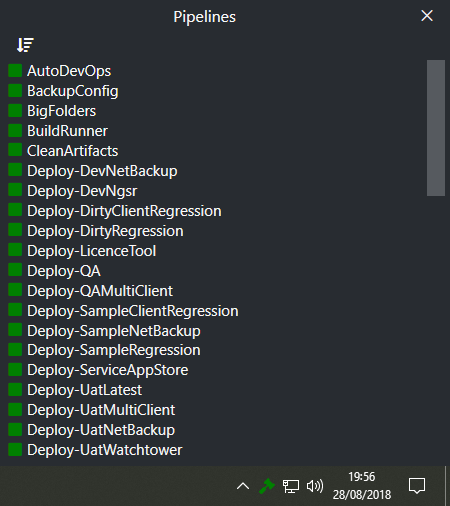 Pipelines
AutoDevOps
BackupConfig
BigFolders
BuildRunner
CleanArtifacts
Deploy-DevNetBackup
Deploy-DevNgsr
Deploy-DirtyClientRegression
Deploy-DirtyRegression
Deploy-LicenceTool
Deploy-QA
Deploy-QAMultiClient
Deploy-SampleClientRegression
Deploy-SampleNetBackup
Deploy-SampleRegression
Deploy-ServiceAppStore
Deploy-UatLatest
Deploy-UatMultiClient
Deploy-UatNetBackup
Deploy-UatWatchtower
19:56
28/08/2018